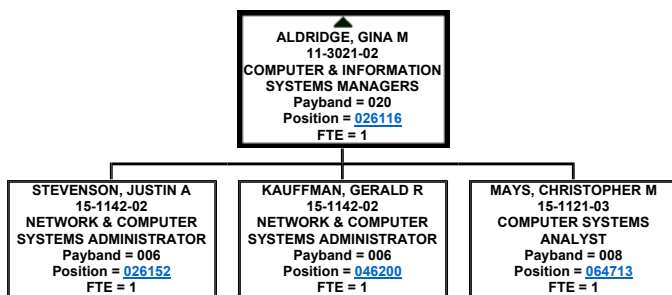 ALDRIDGE, GINA M
11-3021-02
COMPUTER & INFORMATION
SYSTEMS MANAGERS
Payband = 020
Position = 026116
FTE = 1
STEVENSON, JUSTIN A
15-1142-02
NETWORK & COMPUTER
SYSTEMS ADMINISTRATOR
Payband = 006
Position = 026152
FTE = 1
KAUFFMAN, GERALD R
15-1142-02
NETWORK & COMPUTER
SYSTEMS ADMINISTRATOR
Payband = 006
Position = 046200
FTE = 1
MAYS, CHRISTOPHER M
15-1121-03
COMPUTER SYSTEMS
ANALYST
Payband = 008
Position = 064713
FTE = 1